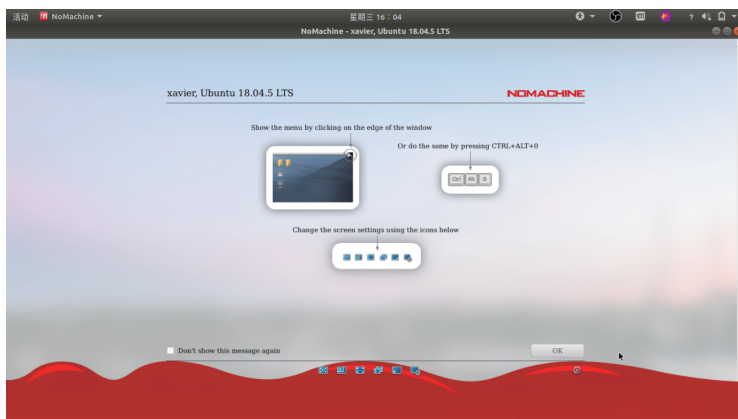 活动 NoMachine
星期三 16：04
NoMachine - xavier, Ubuntu 18.04.5 LTS
xavier, Ubuntu 18.04.5 LTS
NOMACHINE
Show the menu by clicking on the edge of the window
Or do the same by pressing CTRL+ALT+0
Ctrl Alt 0
Change the screen settings using the icons below
Don't show this message again
OK